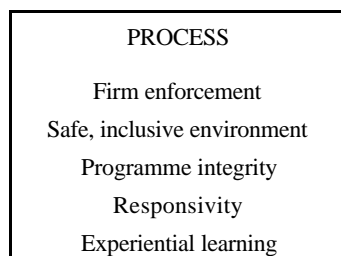 PROCESS
Firm enforcement
Safe, inclusive environment
Programme integrity
Responsivity
Experiential learning